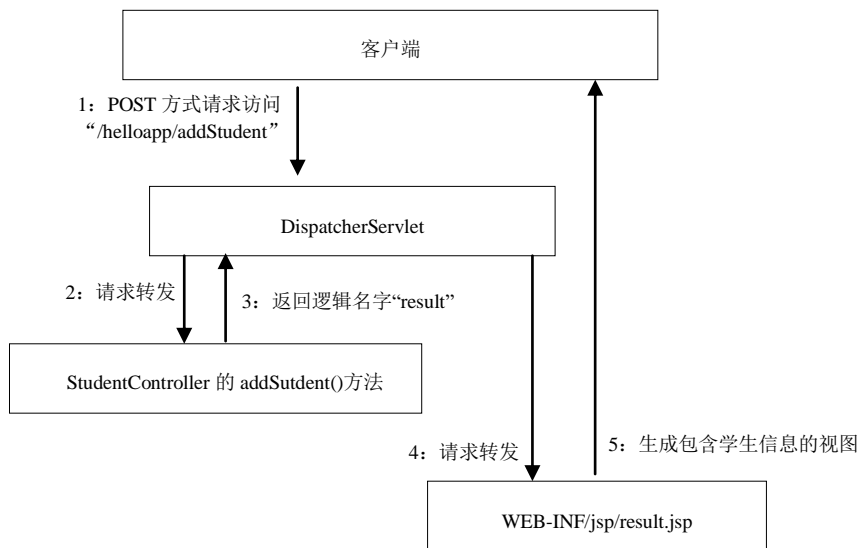 客户端
1：POST 方式请求访问
“/helloapp/addStudent”
DispatcherServlet
2：请求转发
3：返回逻辑名字“result”
StudentController 的 addSutdent()方法
4：请求转发
5：生成包含学生信息的视图
WEB-INF/jsp/result.jsp